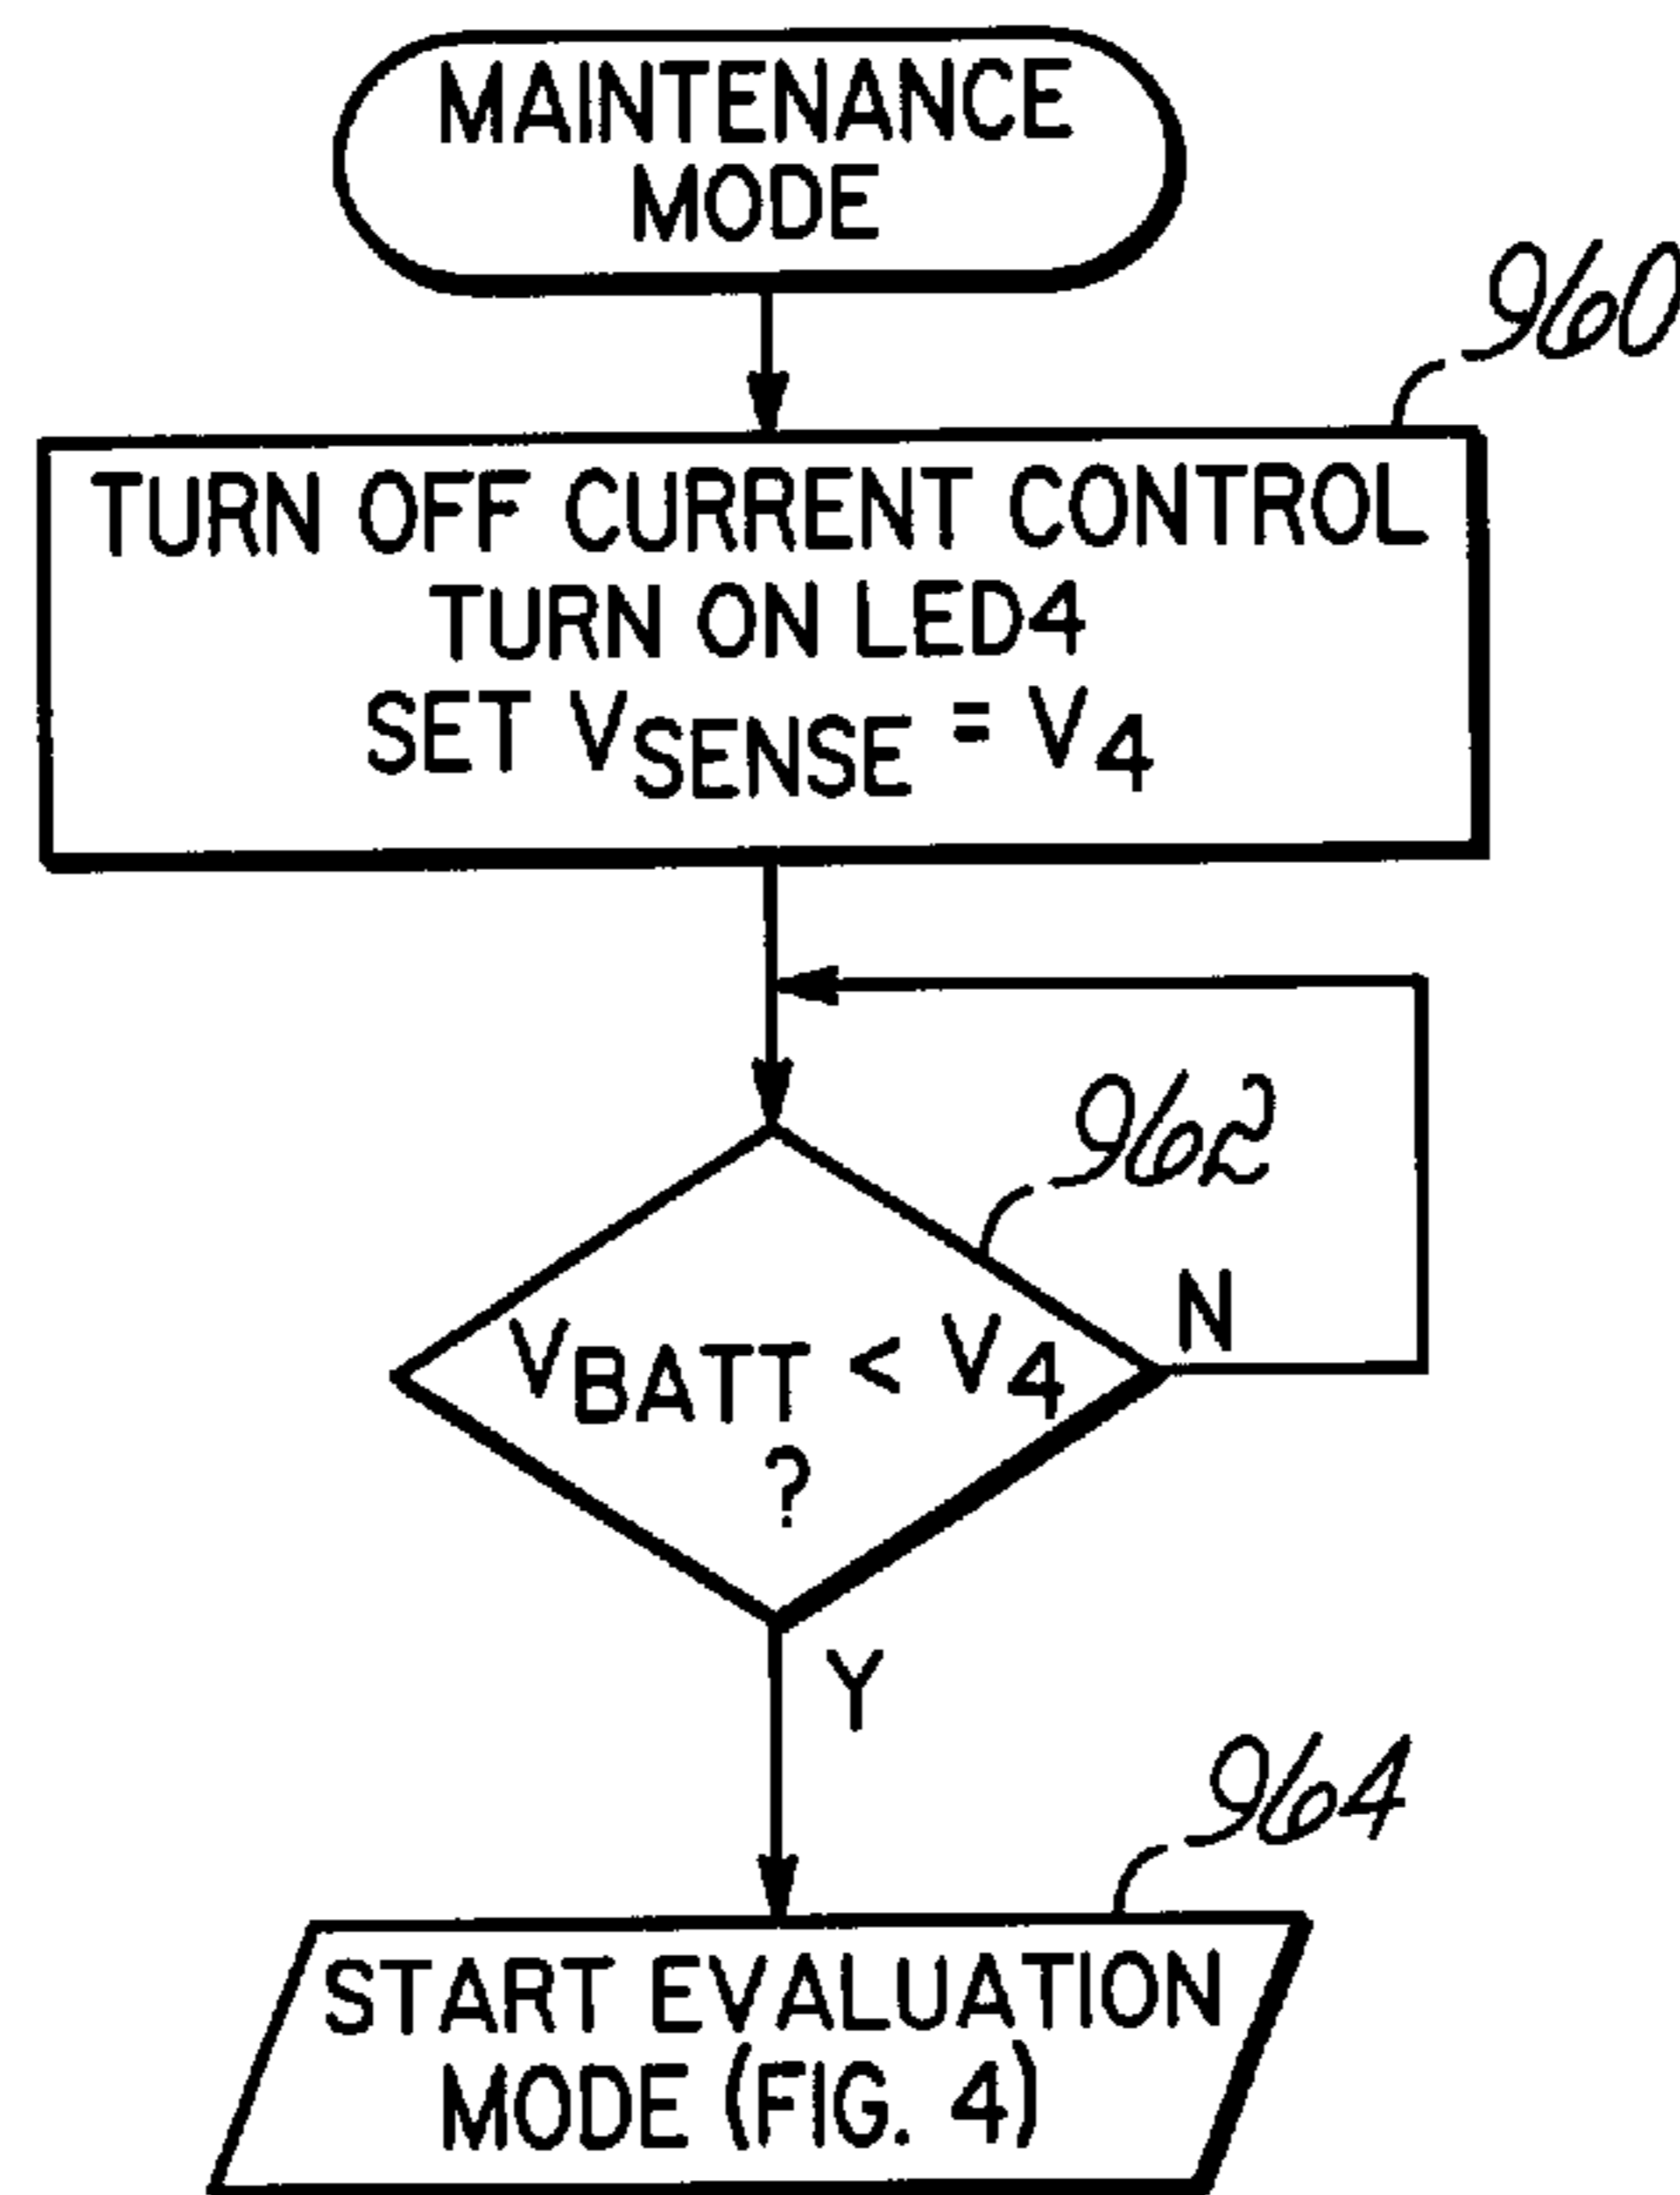 MAINTENANCE
MODE
960
TURN OFF CURRENT CONTROL
TURN ON LED4
SET VSENSE = V4
962
N
VBATT < V4
?
Y
964
START EVALUATION
MODE (FIG. 4)